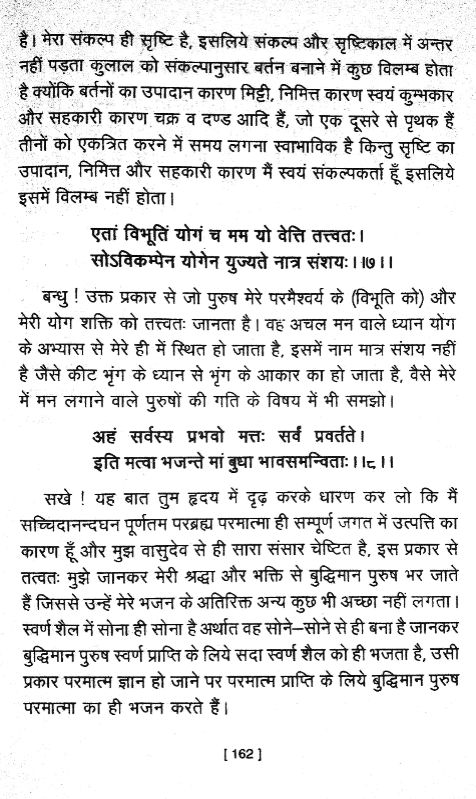 है। मेरा संकल्प ही सृष्टि है, इसलिये संकल्प और सृष्टिकाल में अन्तर
नहीं पड़ता कुलाल को संकल्पानुसार बर्तन बनाने में कुछ विलम्ब होता
है क्योंकि बर्तनों का उपादान कारण मिट्टी, निमित्त कारण स्वयं कुम्भकार
और सहकारी कारण चक्र व दण्ड आदि हैं, जो एक दूसरे से पृथक हैं
तीनों को एकत्रित करने में समय लगना स्वाभाविक है किन्तु सृष्टि का
उपादान, निमित्त और सहकारी कारण मैं स्वयं संकल्पकर्ता हूँ इसलिये
इसमें विलम्ब नहीं होता।
एतां विभूतिं योगं च मम यो वेत्ति तत्त्वतः।
सोऽविकम्पेन योगेन युज्यते नात्र संशयः।।७।।
बन्धु ! उक्त प्रकार से जो पुरुष मेरे परमैश्वर्य के (विभूति को) और
मेरी योग शक्ति को तत्त्वतः जानता है। वह अचल मन वाले ध्यान योग
के अभ्यास से मेरे ही में स्थित हो जाता है, इसमें नाम मात्र संशय नहीं
है जैसे कीट भृंग के ध्यान से भृंग के आकार का हो जाता है, वैसे मेरे
में मन लगाने वाले पुरुषों की गति के विषय में भी समझो।
अहं सर्वस्य प्रभवो मत्तः सर्वं प्रवर्तते।
इति मत्वा भजन्ते मां बुधा भावसमन्विताः।।८।।
सखे ! यह बात तुम हृदय में दृढ़ करके धारण कर लो कि मैं
सच्चिदानन्दघन पूर्णतम परब्रह्म परमात्मा ही सम्पूर्ण जगत में उत्पत्ति का
कारण हूँ और मुझ वासुदेव से ही सारा संसार चेष्टित है, इस प्रकार से
तत्वतः मुझे जानकर मेरी श्रद्धा और भक्ति से बुद्धिमान पुरुष भर जाते
हैं जिससे उन्हें मेरे भजन के अतिरिक्त अन्य कुछ भी अच्छा नहीं लगता।
स्वर्ण शैल में सोना ही सोना है अर्थात वह सोने–सोने से ही बना है जानकर
बुद्धिमान पुरुष स्वर्ण प्राप्ति के लिये सदा स्वर्ण शैल को ही भजता है, उसी
प्रकार परमात्म ज्ञान हो जाने पर परमात्म प्राप्ति के लिये बुद्धिमान पुरुष
परमात्मा का ही भजन करते हैं।
[ 162 ]